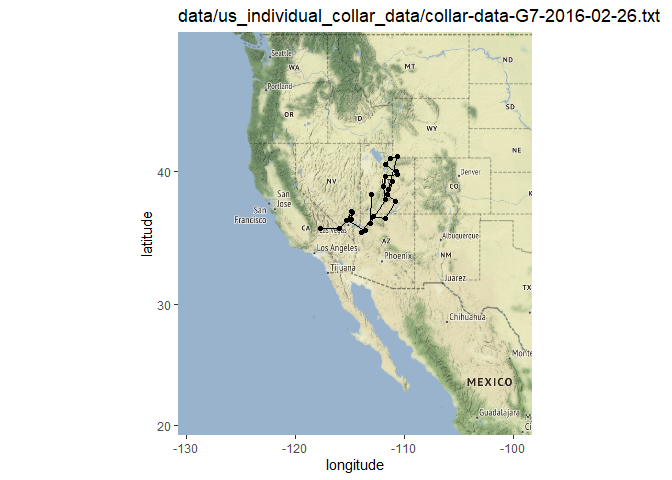 data/us_individual_collar_data/collar-data-G7-2016-02-26.txt
Seattle
WA
MT
ND
Portland
OR
ID
SD
WY
NE
40
NV
Denver
CO
San
Jose
San
Francisco
CA
Las Vegas
latitude
Los Angeles
AZ
Albuquerque
NM
Phoenix
Tijuana
Juarez
TX
30
Chihuahua
Monte
MEXICO
Guadalajara
M
Ci
20
-130
-120
-110
-100
longitude